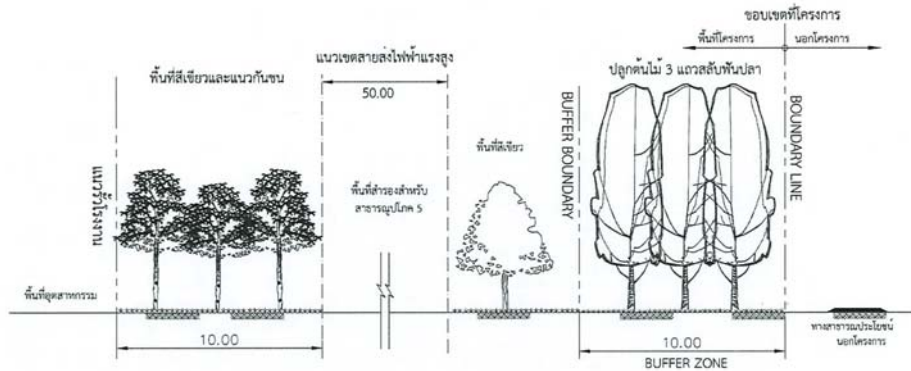 ขอบเขตที่โครงการ
พื้นที่โครงการ
นอกโครงการ
แนวเขตสายส่งไฟฟ้าแรงสูง
50.00
พื้นที่สีเขียวและแนวกันชน
ปลูกต้นไม้ 3 แถวสลับฟันปลา
แนวรั้วโรงงาน
พื้นที่สำรองสำหรับ
สาธารณูปโภค 5
พื้นที่สีเขียว
BUFFER BOUNDARY
BOUNDARY LINE
พื้นที่อุตสาหกรรม
10.00
10.00
BUFFER ZONE
ทางสาธารณประโยชน์
นอกโครงการ